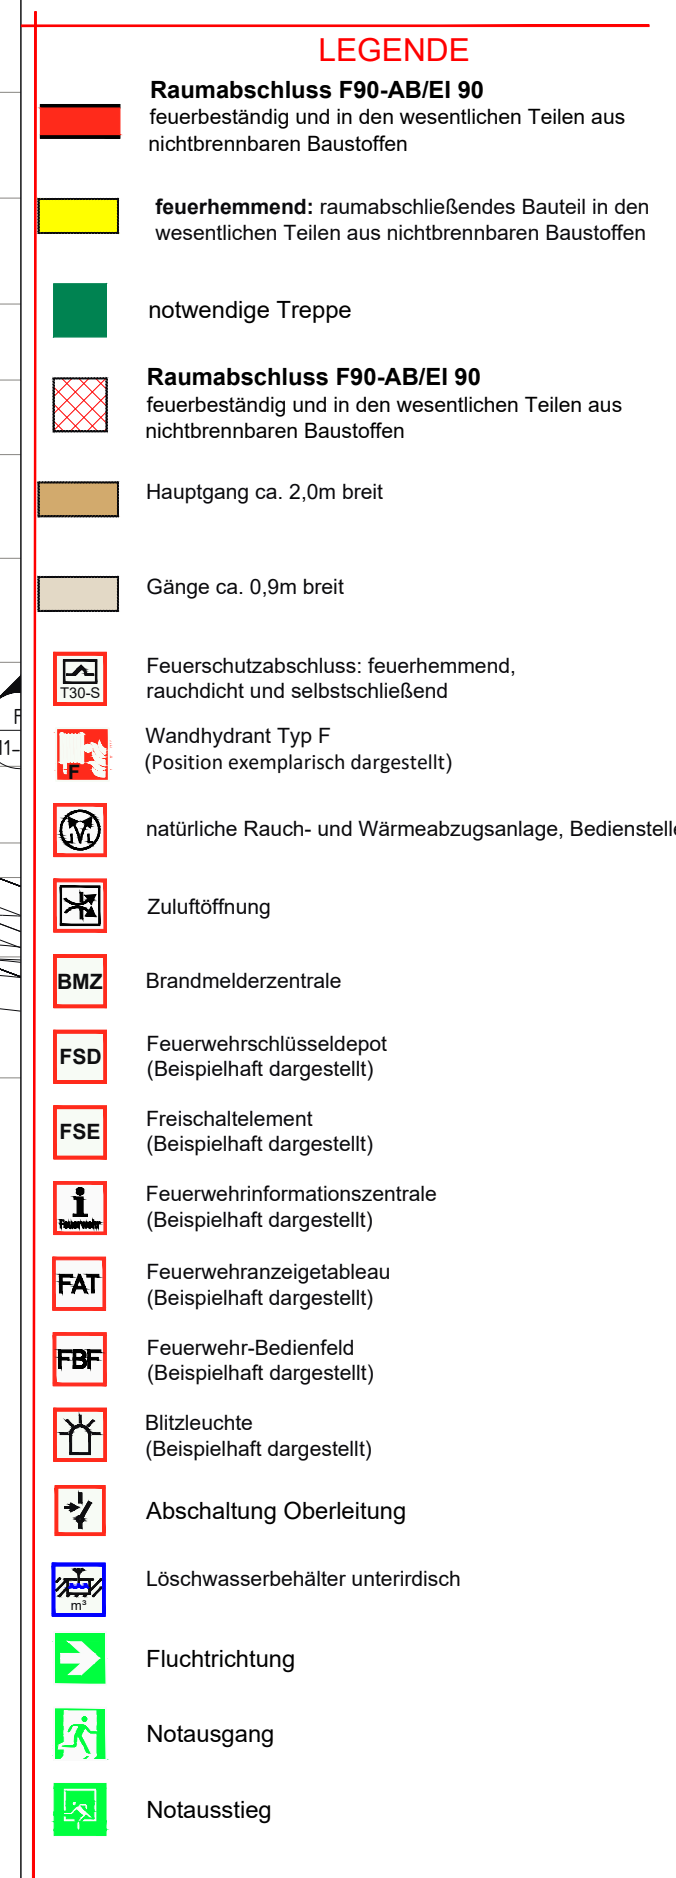 LEGENDE
Raumabschluss F90-AB/EI 90
feuerbeständig und in den wesentlichen Teilen aus
nichtbrennbaren Baustoffen
feuerhemmend: raumabschließendes Bauteil in den
wesentlichen Teilen aus nichtbrennbaren Baustoffen
notwendige Treppe
Raumabschluss F90-AB/EI 90
feuerbeständig und in den wesentlichen Teilen aus
nichtbrennbaren Baustoffen
Hauptgang ca. 2,0m breit
Gänge ca. 0,9m breit
T30-S
Feuerschutzabschluss: feuerhemmend,
rauchdicht und selbstschließend
F
Wandhydrant Typ F
(Position exemplarisch dargestellt)
natürliche Rauch- und Wärmeabzugsanlage, Bedienstelle
Zuluftöffnung
BMZ
Brandmelderzentrale
FSD
Feuerwehrschlüsseldepot
(Beispielhaft dargestellt)
FSE
Freischaltelement
(Beispielhaft dargestellt)
i
Feuerwehr
Feuerwehrinformationszentrale
(Beispielhaft dargestellt)
FAT
Feuerwehranzeigetableau
(Beispielhaft dargestellt)
FBF
Feuerwehr-Bedienfeld
(Beispielhaft dargestellt)
Blitzleuchte
(Beispielhaft dargestellt)
Abschaltung Oberleitung
m³
Löschwasserbehälter unterirdisch
Fluchtrichtung
Notausgang
Notausstieg